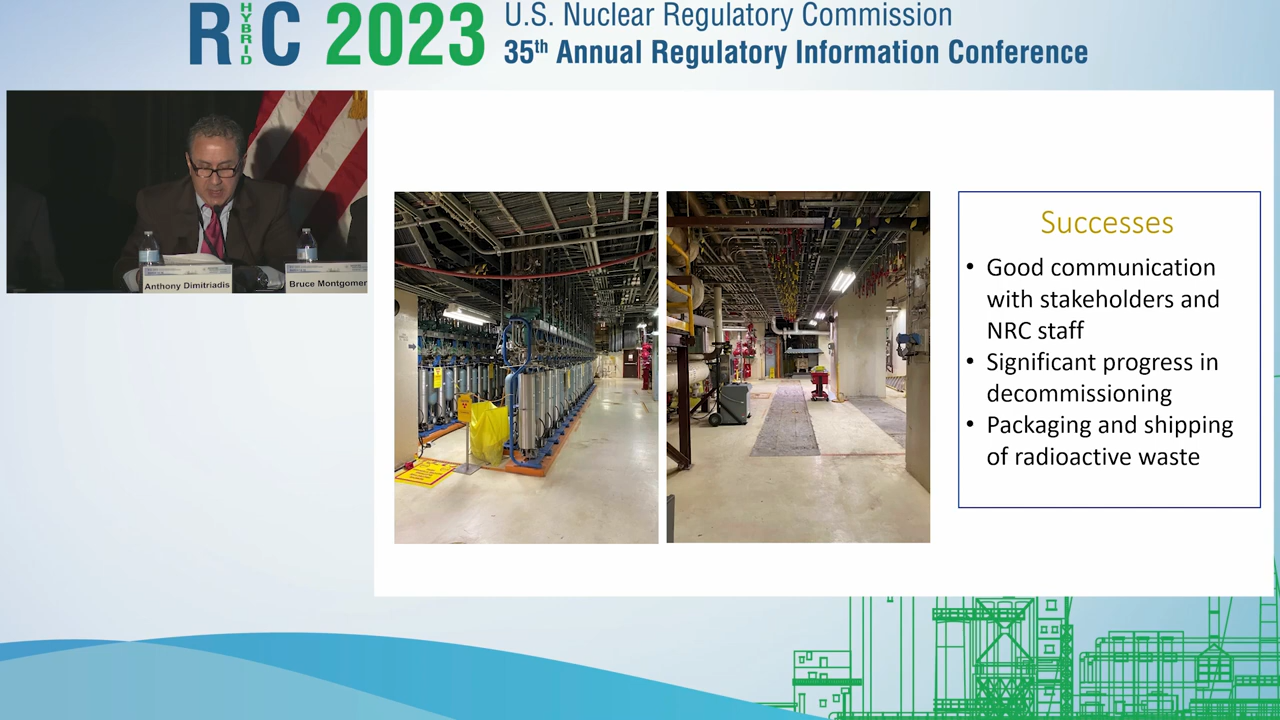 RIC 2023
HYBRID
U.S. Nuclear Regulatory Commission
35th Annual Regulatory Information Conference
Anthony Dimitriadis
Bruce Montgomer
Successes
• Good communication
with stakeholders and
NRC staff
• Significant progress in
decommissioning
• Packaging and shipping
of radioactive waste